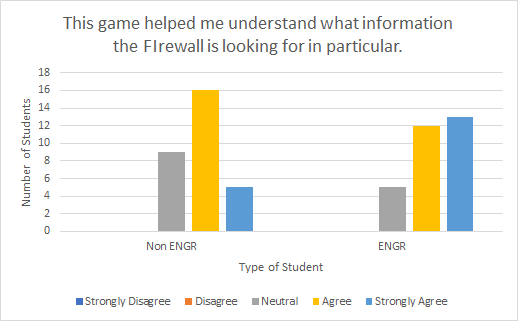 This game helped me understand what information
the FIrewall is looking for in particular.
18
16
14
12
10
8
6
4
2
0
Number of Students
Non ENGR ENGR
Type of Student
Strongly Disagree Disagree Neutral Agree Strongly Agree